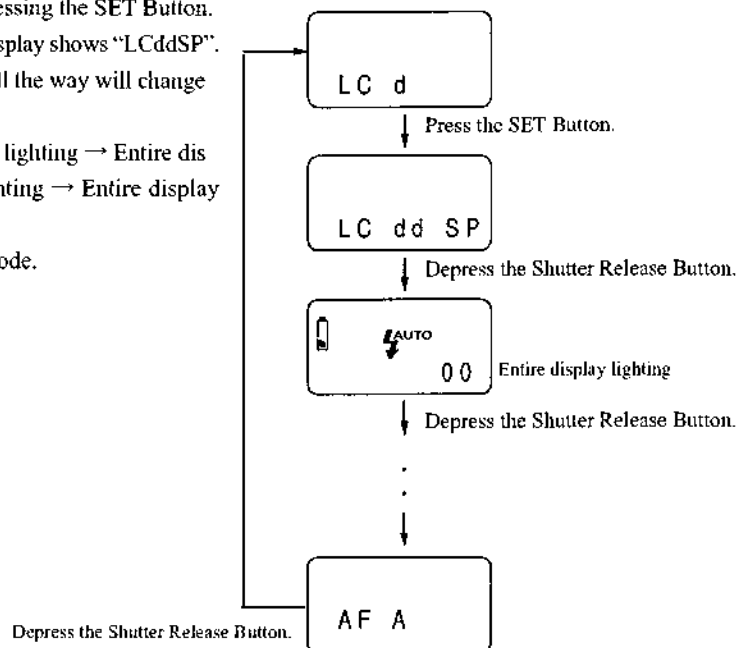 essing the SET Button.
splay shows “LCddSP”.
ll the way will change
lighting → Entire dis
hting → Entire display
ode.
LC d
Press the SET Button.
LC dd SP
Depress the Shutter Release Button.
AUTO
00
Entire display lighting
Depress the Shutter Release Button.
AF A
Depress the Shutter Release Button.